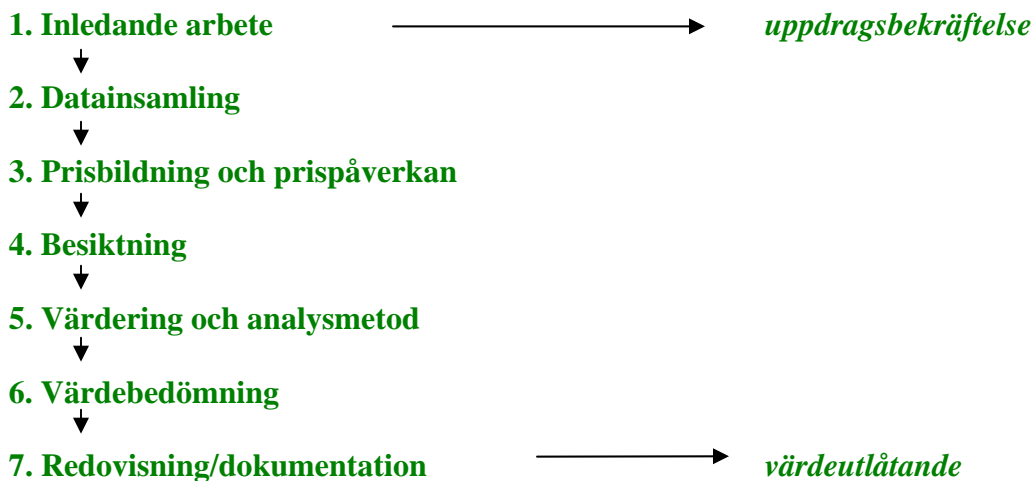 1. Inledande arbete uppdragsbekräftelse
2. Datainsamling
3. Prisbildning och prispåverkan
4. Besiktning
5. Värdering och analysmetod
6. Värdebedömning
7. Redovisning/dokumentation värdeutlåtande